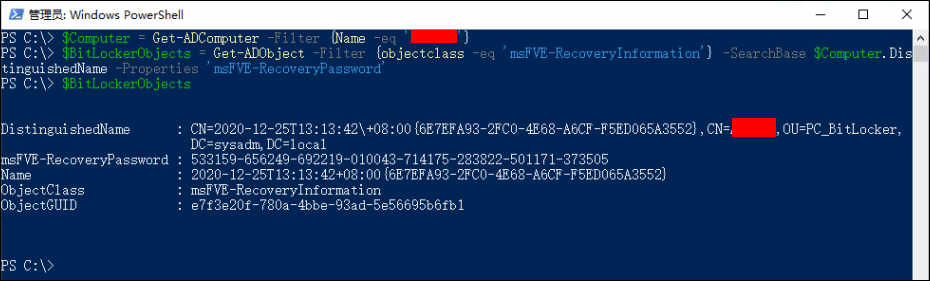 管理员: Windows PowerShell
PS C:\> $Computer = Get-ADComputer -Filter {Name -eq ' '}
PS C:\> $BitLockerObjects = Get-ADObject -Filter {objectclass -eq 'msFVE-RecoveryInformation'} -SearchBase $Computer.Dis
tinguishedName -Properties 'msFVE-RecoveryPassword'
PS C:\> $BitLockerObjects
DistinguishedName : CN=2020-12-25T13:13:42\+08:00{6E7EFA93-2FC0-4E68-A6CF-F5ED065A3552},CN= ,OU=PC_BitLocker,
DC=sysadm,DC=local
msFVE-RecoveryPassword : 533159-656249-692219-010043-714175-283822-501171-373505
Name : 2020-12-25T13:13:42+08:00{6E7EFA93-2FC0-4E68-A6CF-F5ED065A3552}
ObjectClass : msFVE-RecoveryInformation
ObjectGUID : e7f3e20f-780a-4bbe-93ad-5e56695b6fb1
PS C:\>